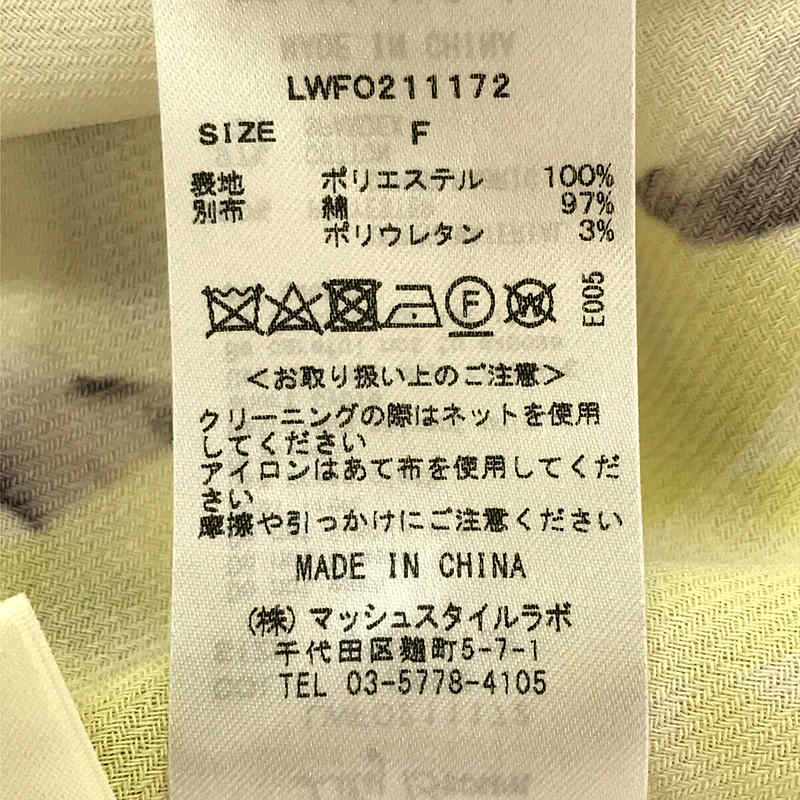 LWFO211172
SIZE F
表地 ポリエステル 100%
別布 綿 97%
ポリウレタン 3%
F W E005
<お取り扱い上のご注意>
クリーニングの際はネットを使用
してください
アイロンはあて布を使用してくだ
さい
摩擦や引っかけにご注意ください
MADE IN CHINA
(株)マッシュスタイルラボ
千代田区麹町5-7-1
TEL 03-5778-4105